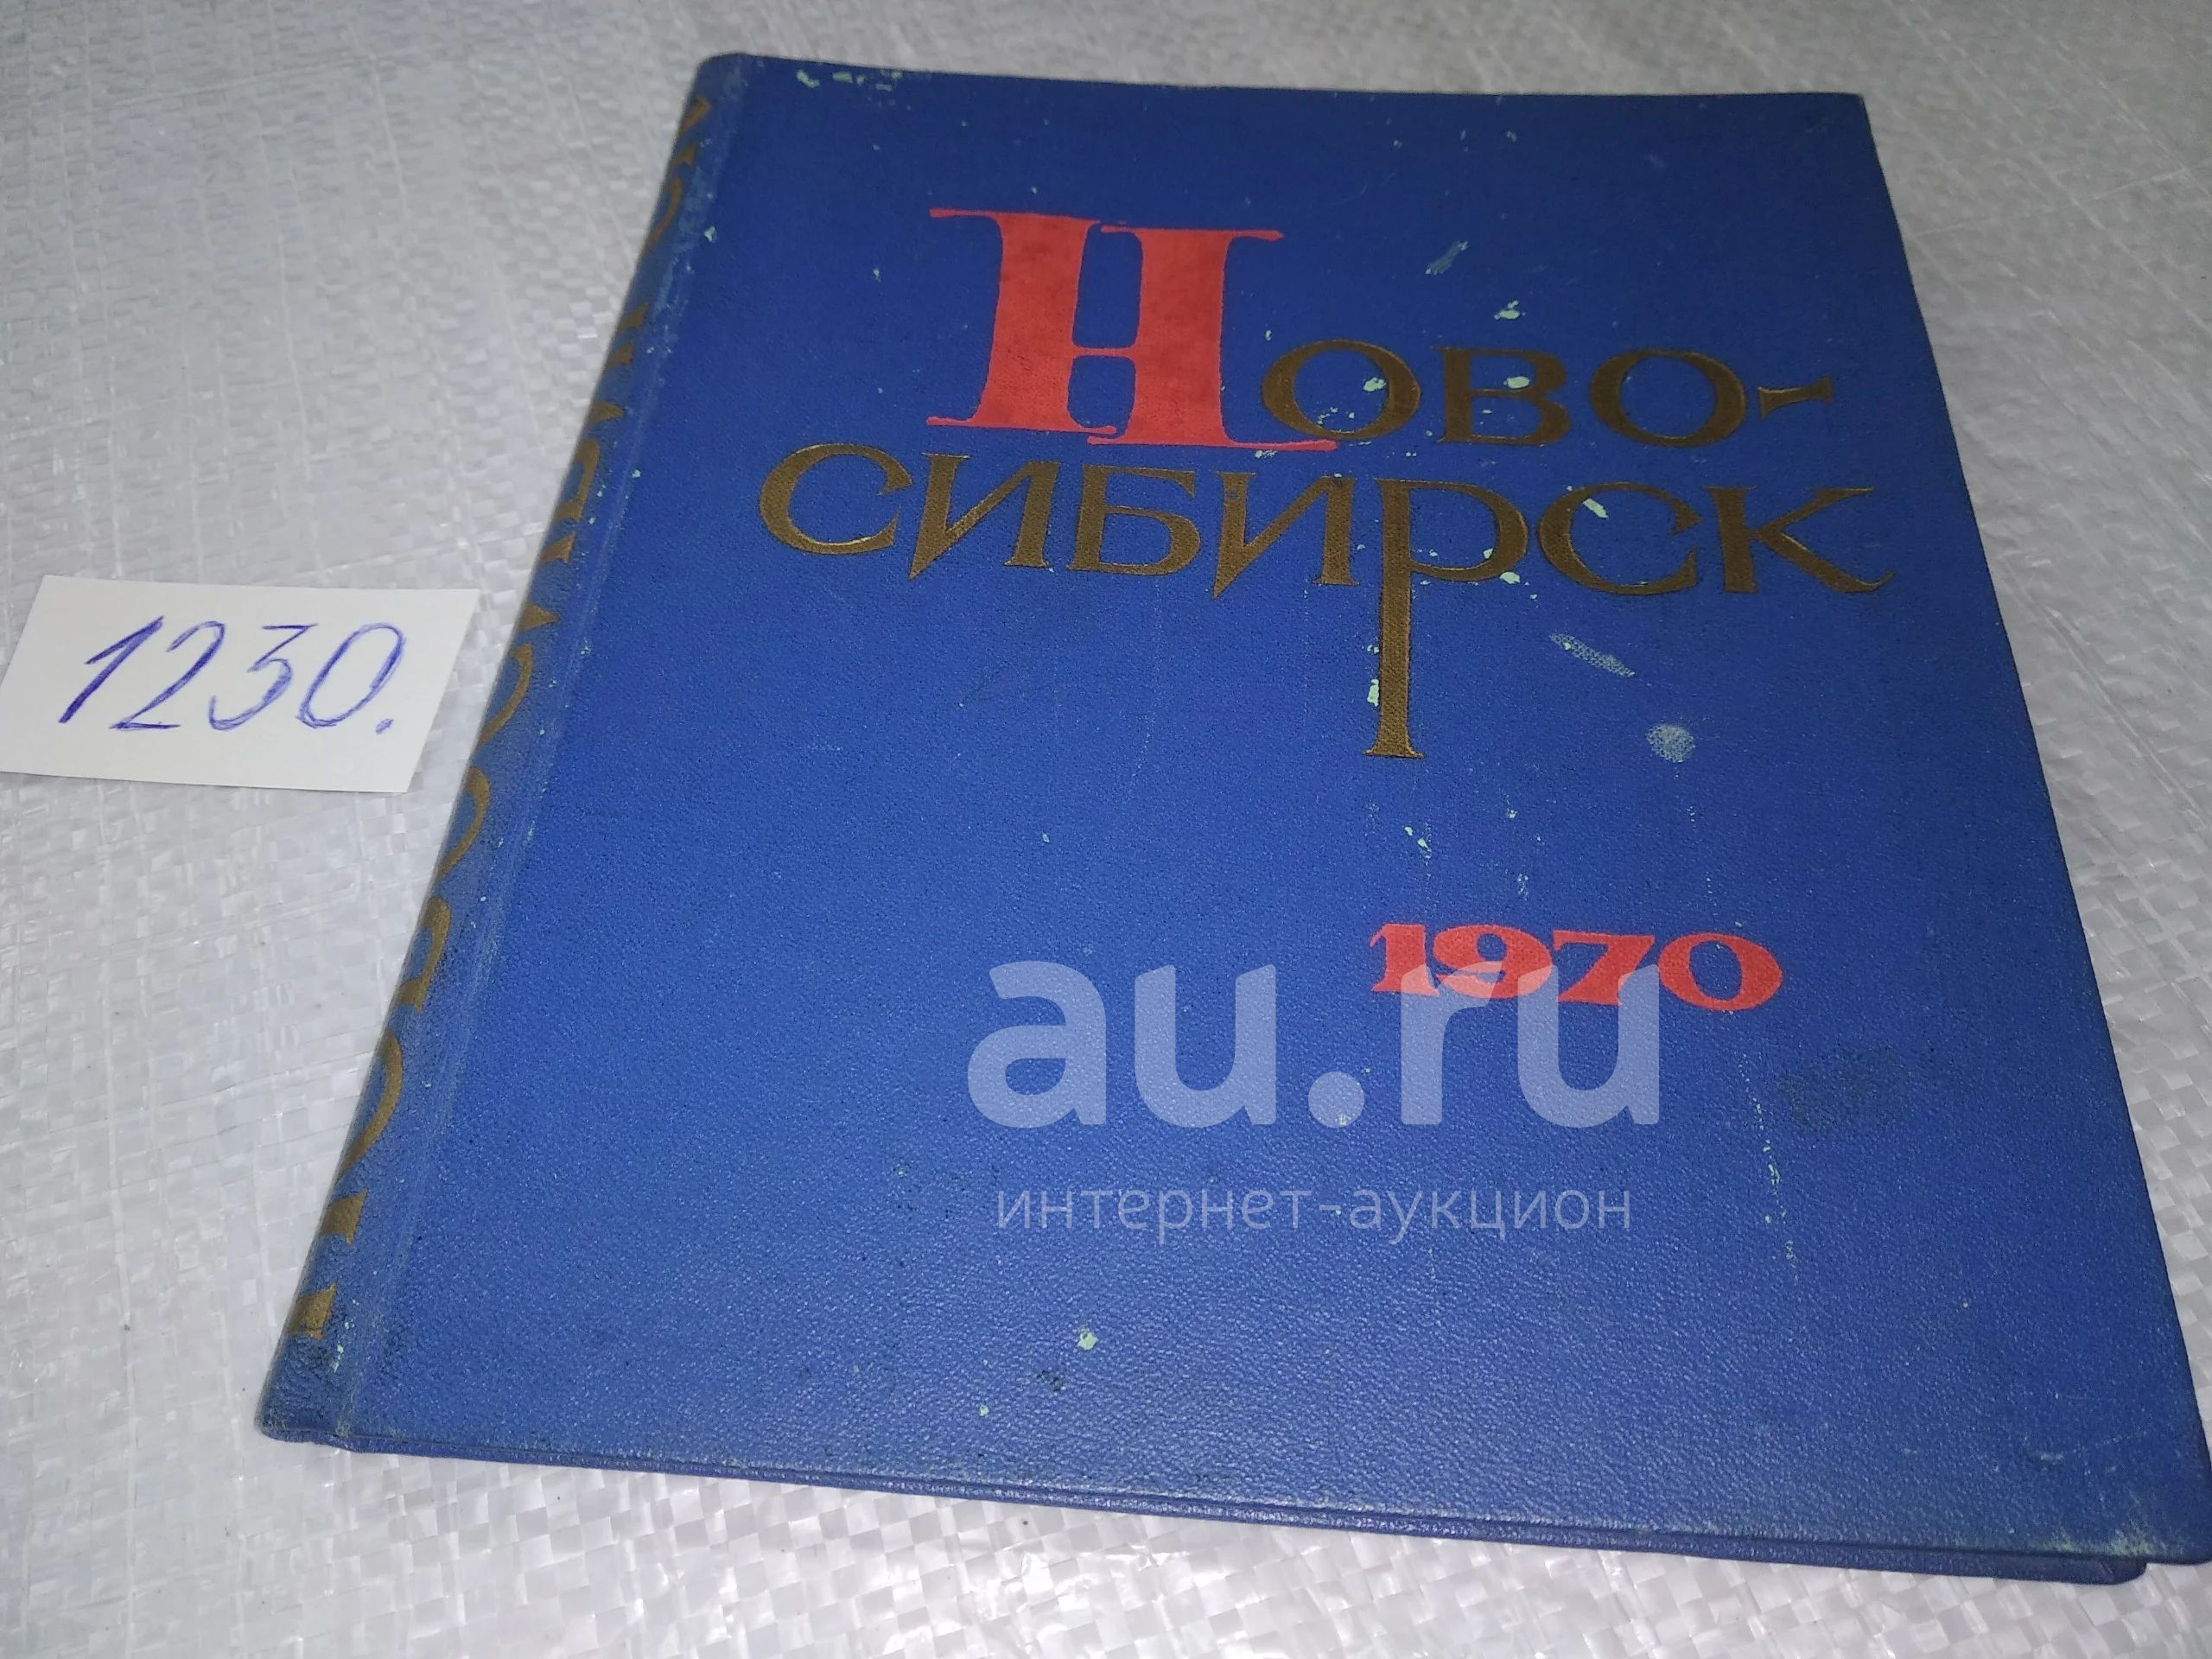 Ново-
сибирск
1230.
1970
au.ru
интернет-аукцион